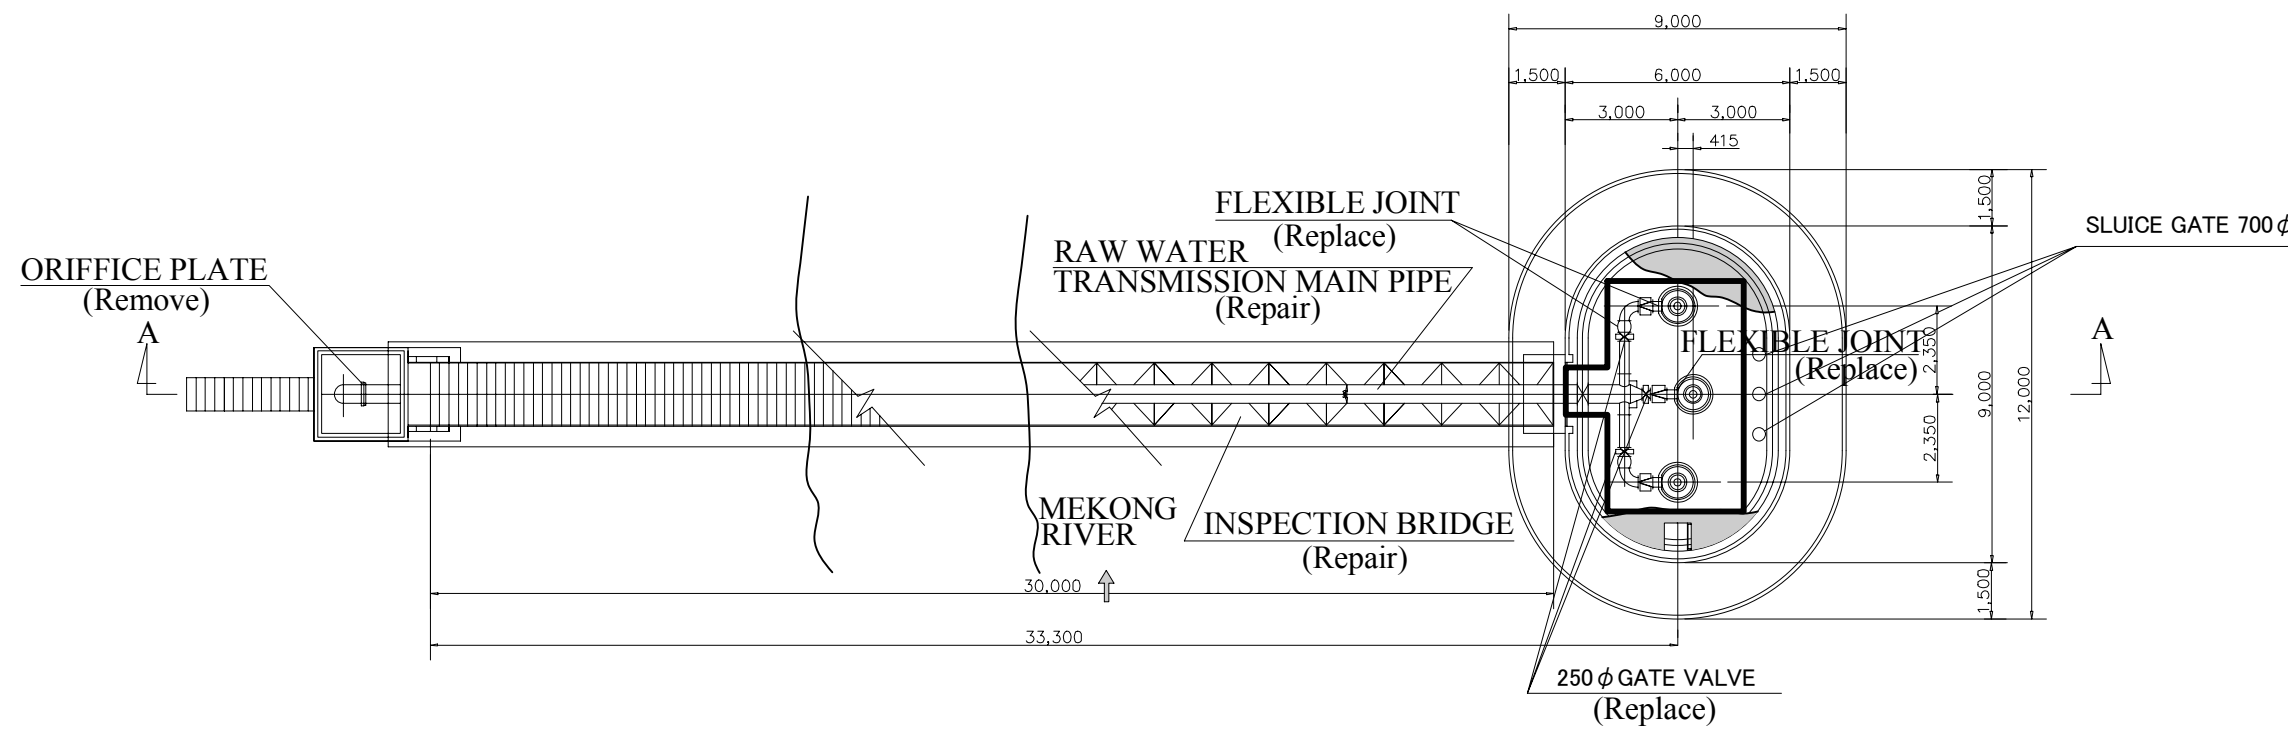 9,000
1,500 6,000 1,500
3,000 3,000
415
FLEXIBLE JOINT
(Replace)
RAW WATER
TRANSMISSION MAIN PIPE
(Repair)
ORIFFICE PLATE
(Remove)
A
1,500
SLUICE GATE 700φ
FLEXIBLE JOINT
(Replace)
2,350
2,350
9,000
12,000
1,500
A
MEKONG
RIVER
INSPECTION BRIDGE
(Repair)
30,000
33,300
250φ GATE VALVE
(Replace)